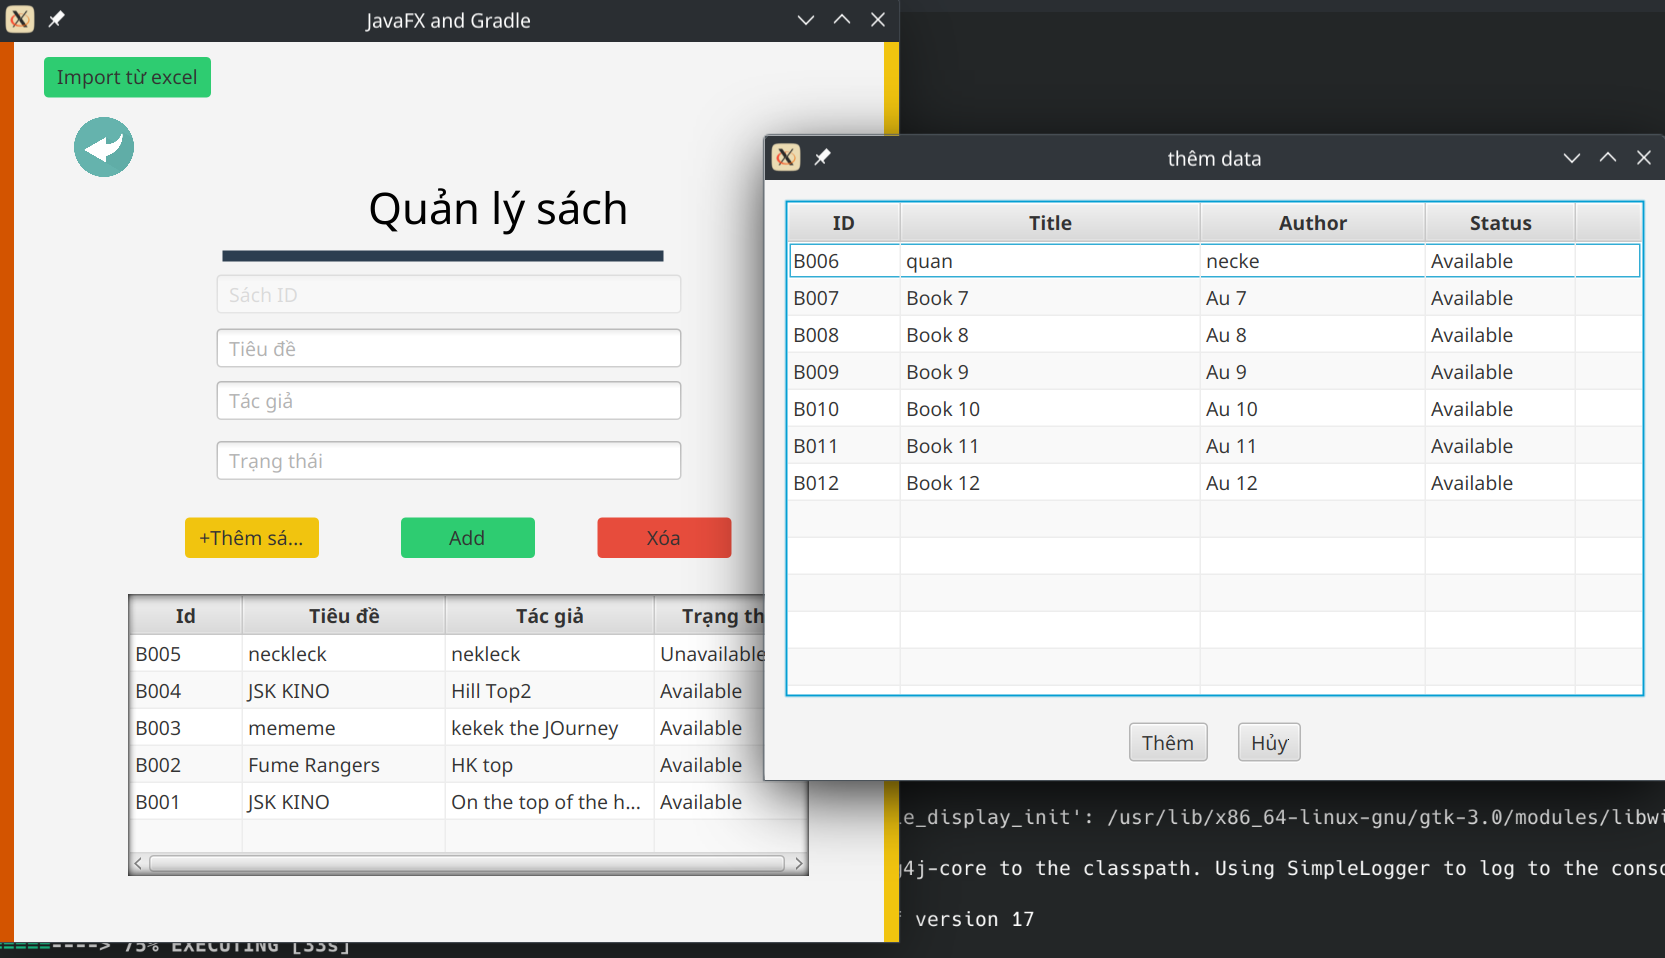 JavaFX and Gradle
Import từ excel
Quản lý sách
Sách ID
Tiêu đề
Tác giả
Trạng thái
+Thêm sá... Add Xóa
Id Tiêu đề Tác giả Trạng th
B005 neckleck nekleck Unavailable
B004 JSK KINO Hill Top2 Available
B003 mememe kekek the JOurney Available
B002 Fume Rangers HK top Available
B001 JSK KINO On the top of the h... Available
thêm data
ID Title Author Status
B006 quan necke Available
B007 Book 7 Au 7 Available
B008 Book 8 Au 8 Available
B009 Book 9 Au 9 Available
B010 Book 10 Au 10 Available
B011 Book 11 Au 11 Available
B012 Book 12 Au 12 Available
Thêm Hủy
le_display_init': /usr/lib/x86_64-linux-gnu/gtk-3.0/modules/libwi
4j-core to the classpath. Using SimpleLogger to log to the conso
version 17
----> 75% EXECUTING [33s]